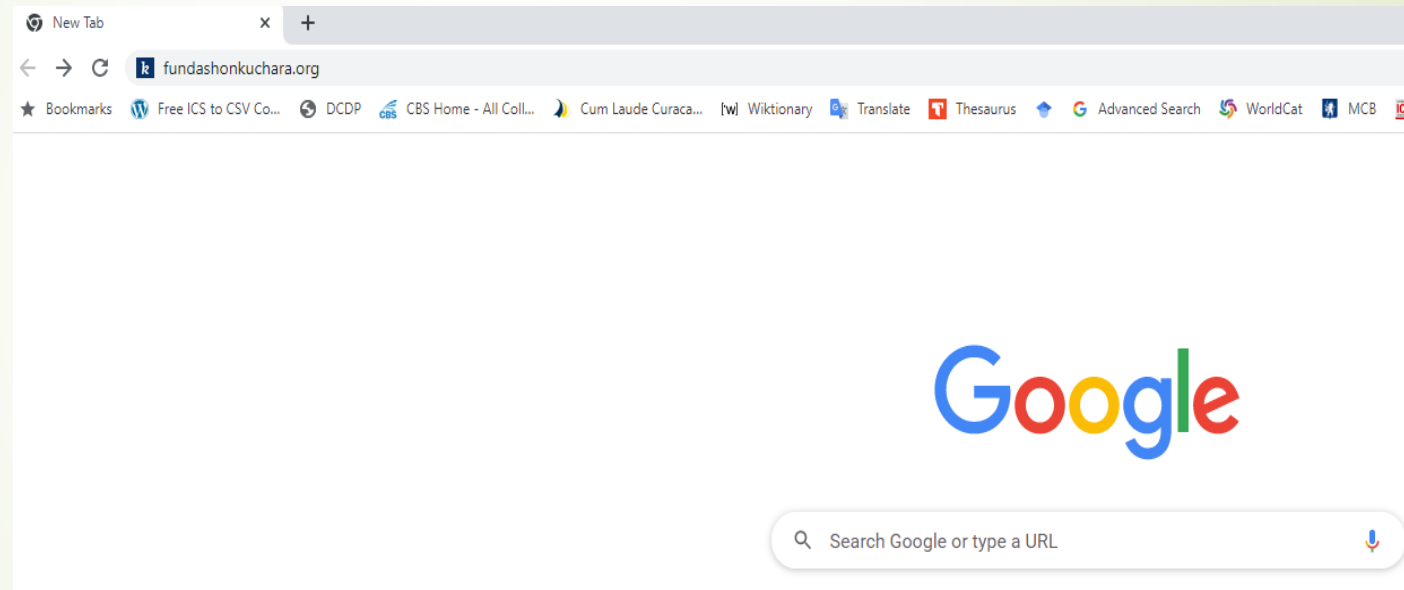 New Tab
fundashonkuchara.org
Bookmarks Free ICS to CSV Co... DCDP CBS CBS Home - All Coll... Cum Laude Curaca... [w] Wiktionary Translate T Thesaurus G Advanced Search WorldCat MCB
Google
Search Google or type a URL